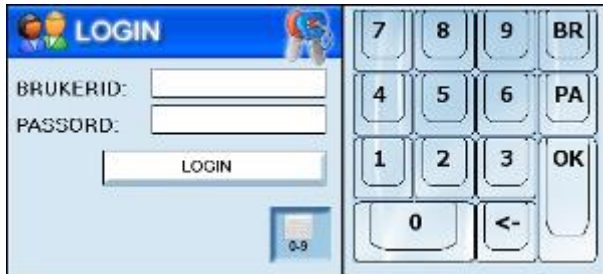 LOGIN
BRUKERID:
PASSORD:
LOGIN
0-9
7 8 9 BR
4 5 6 PA
1 2 3 OK
0 <-